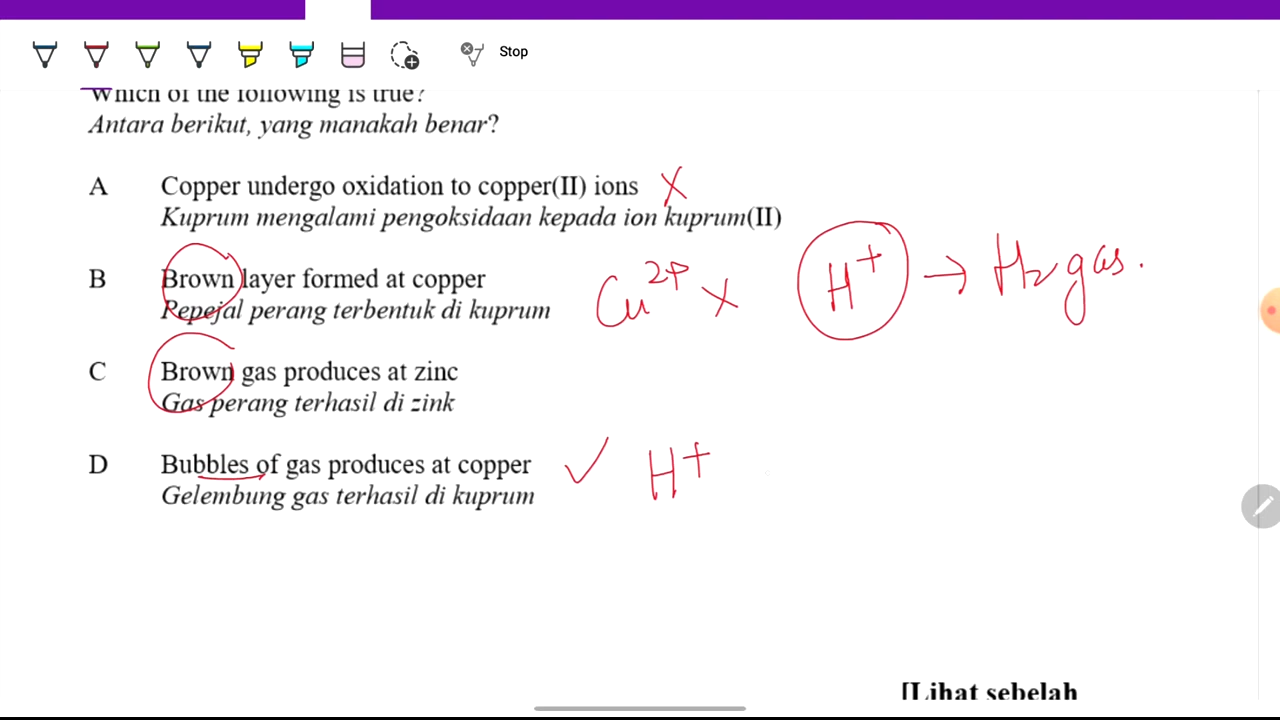 Stop
Which of the following is true?
Antara berikut, yang manakah benar?
A Copper undergo oxidation to copper(II) ions X
Kuprum mengalami pengoksidaan kepada ion kuprum(II)
B Brown layer formed at copper
Repejal perang terbentuk di kuprum
Cu²⁺ X H⁺ → H₂ gas.
C Brown gas produces at zinc
Gas perang terhasil di zink
D Bubbles of gas produces at copper ✓ H⁺
Gelembung gas terhasil di kuprum
[Lihat sebelah